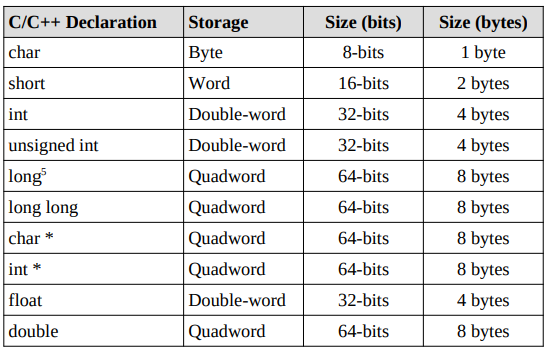 C/C++ Declaration Storage Size (bits) Size (bytes)
char Byte 8-bits 1 byte
short Word 16-bits 2 bytes
int Double-word 32-bits 4 bytes
unsigned int Double-word 32-bits 4 bytes
long⁵ Quadword 64-bits 8 bytes
long long Quadword 64-bits 8 bytes
char * Quadword 64-bits 8 bytes
int * Quadword 64-bits 8 bytes
float Double-word 32-bits 4 bytes
double Quadword 64-bits 8 bytes